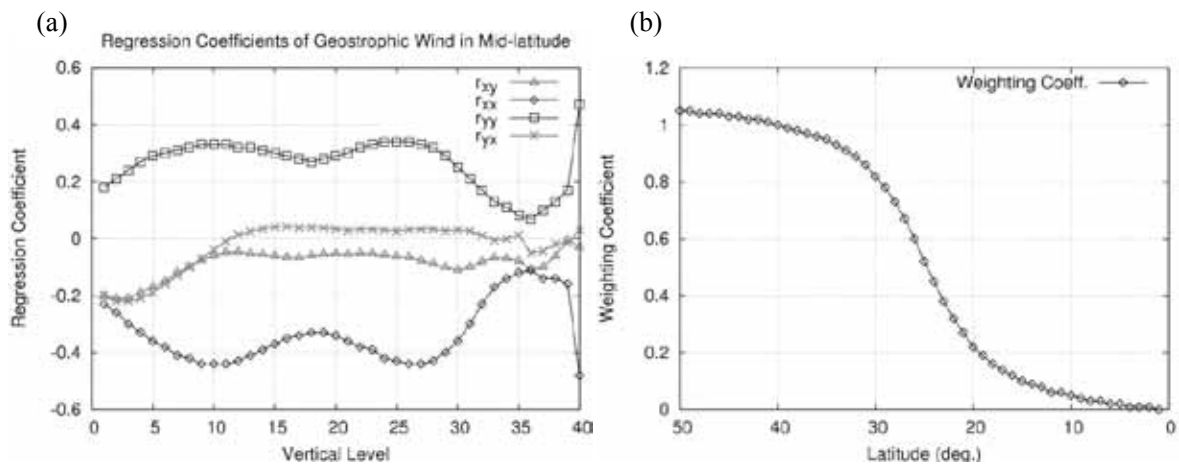 (a)
Regression Coefficients of Geostrophic Wind in Mid-latitude
0.6
0.4
0.2
0
-0.2
-0.4
-0.6
Regression Coefficient
r_xy
r_xx
r_yy
r_yx
0 5 10 15 20 25 30 35 40
Vertical Level
(b)
1.2
1
0.8
0.6
0.4
0.2
0
Weighting Coefficient
Weighting Coeff.
50 40 30 20 10 0
Latitude (deg.)